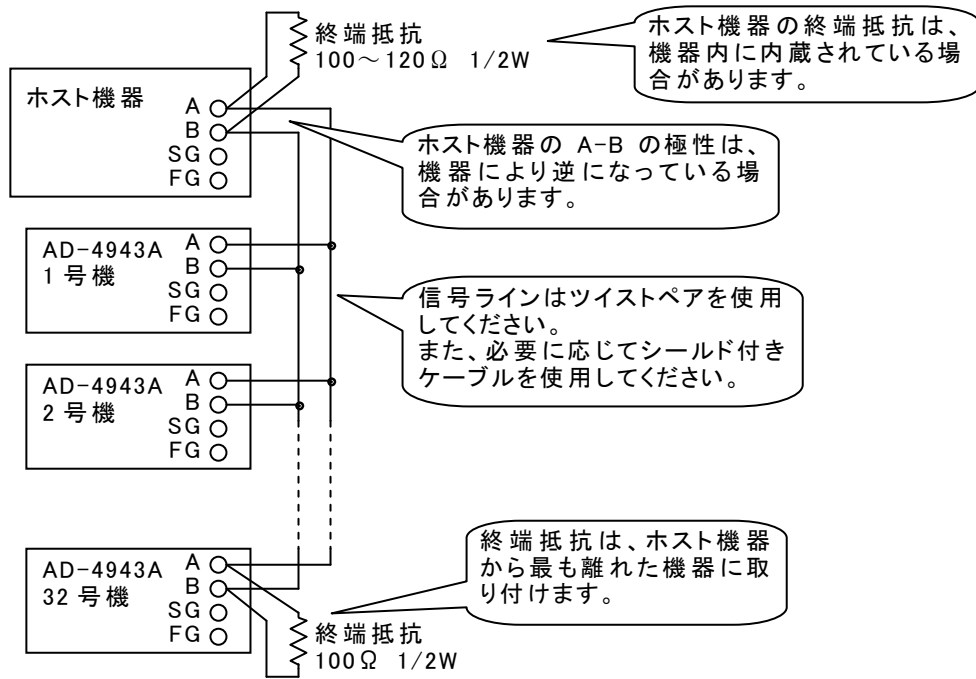 終端抵抗
100～120Ω 1/2W
ホスト機器の終端抵抗は、
機器内に内蔵されている場
合があります。
ホスト機器
A
B
SG
FG
ホスト機器の A-B の極性は、
機器により逆になっている場
合があります。
AD-4943A
1 号機
A
B
SG
FG
信号ラインはツイストペアを使用
してください。
また、必要に応じてシールド付き
ケーブルを使用してください。
AD-4943A
2 号機
A
B
SG
FG
終端抵抗は、ホスト機器
から最も離れた機器に取
り付けます。
AD-4943A
32 号機
A
B
SG
FG
終端抵抗
100Ω 1/2W